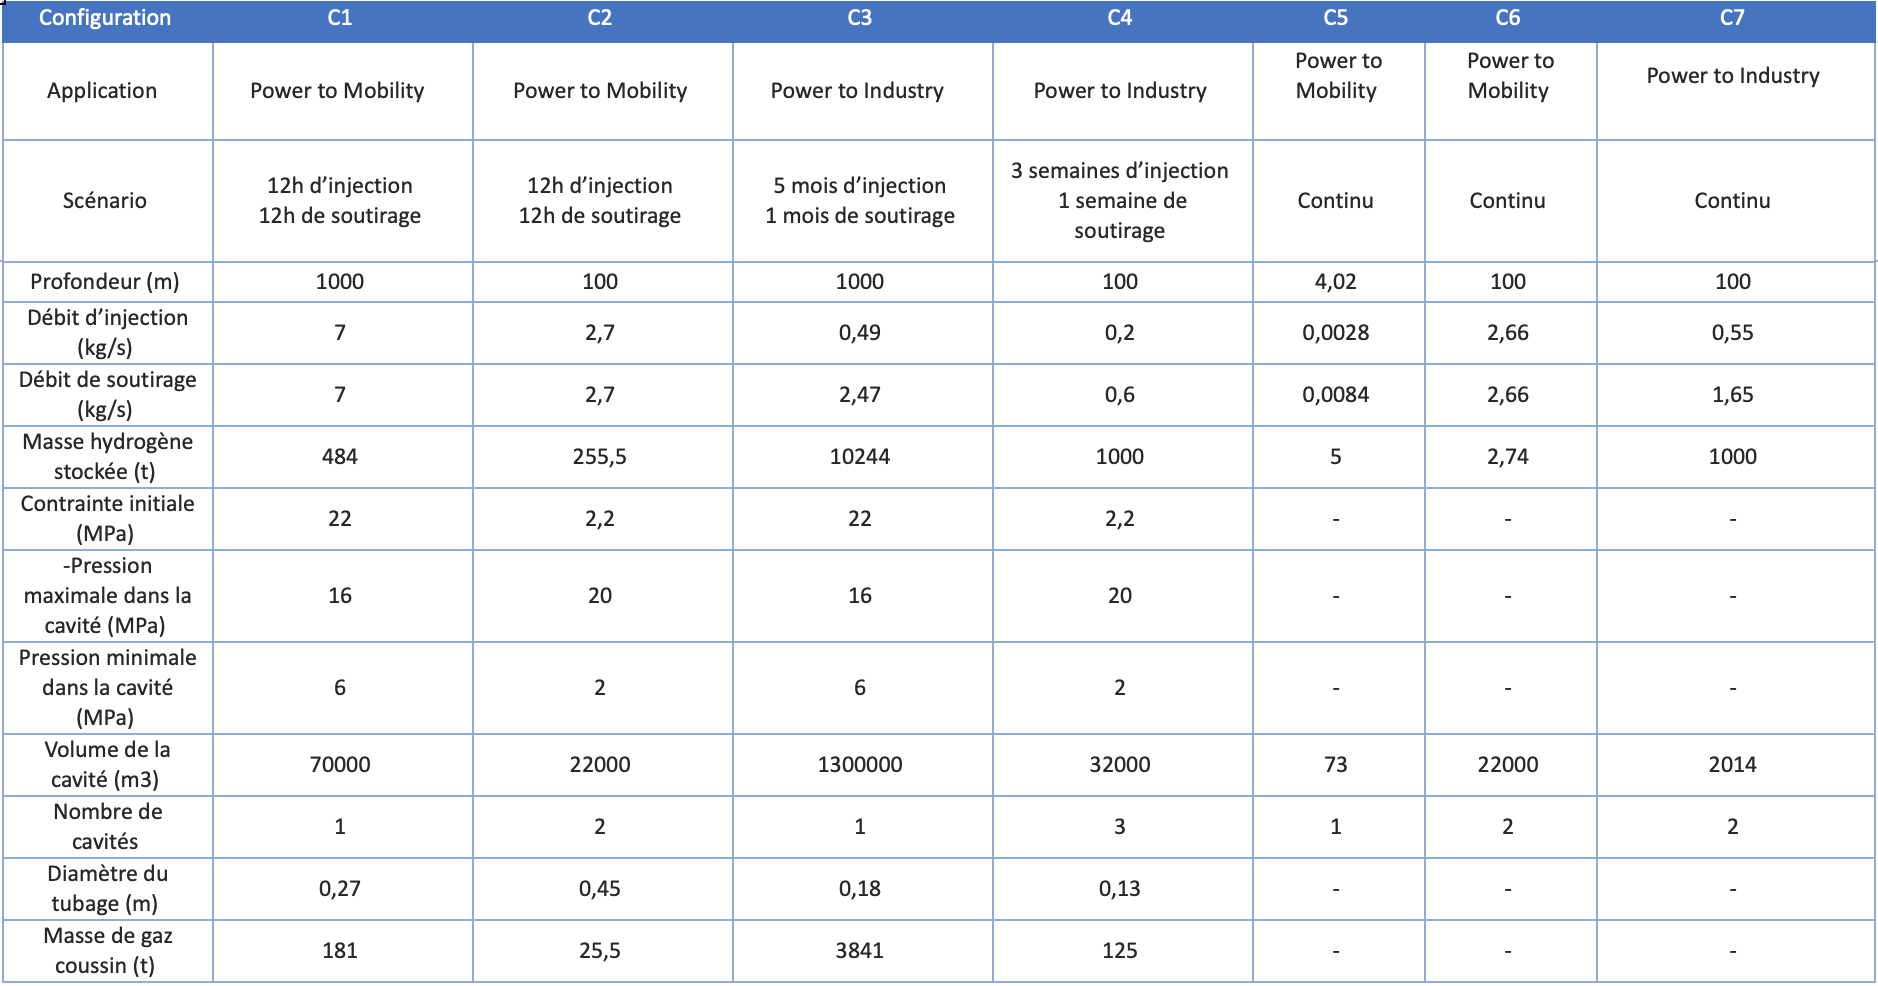 Configuration C1 C2 C3 C4 C5 C6 C7
Application Power to Mobility Power to Mobility Power to Industry Power to Industry Power to Mobility Power to Mobility Power to Industry
Scénario 12h d’injection 12h de soutirage 12h d’injection 12h de soutirage 5 mois d’injection 1 mois de soutirage 3 semaines d’injection 1 semaine de soutirage Continu Continu Continu
Profondeur (m) 1000 100 1000 100 4,02 100 100
Débit d’injection (kg/s) 7 2,7 0,49 0,2 0,0028 2,66 0,55
Débit de soutirage (kg/s) 7 2,7 2,47 0,6 0,0084 2,66 1,65
Masse hydrogène stockée (t) 484 255,5 10244 1000 5 2,74 1000
Contrainte initiale (MPa) 22 2,2 22 2,2 - - -
-Pression maximale dans la cavité (MPa) 16 20 16 20 - - -
Pression minimale dans la cavité (MPa) 6 2 6 2 - - -
Volume de la cavité (m3) 70000 22000 1300000 32000 73 22000 2014
Nombre de cavités 1 2 1 3 1 2 2
Diamètre du tubage (m) 0,27 0,45 0,18 0,13 - - -
Masse de gaz coussin (t) 181 25,5 3841 125 - - -